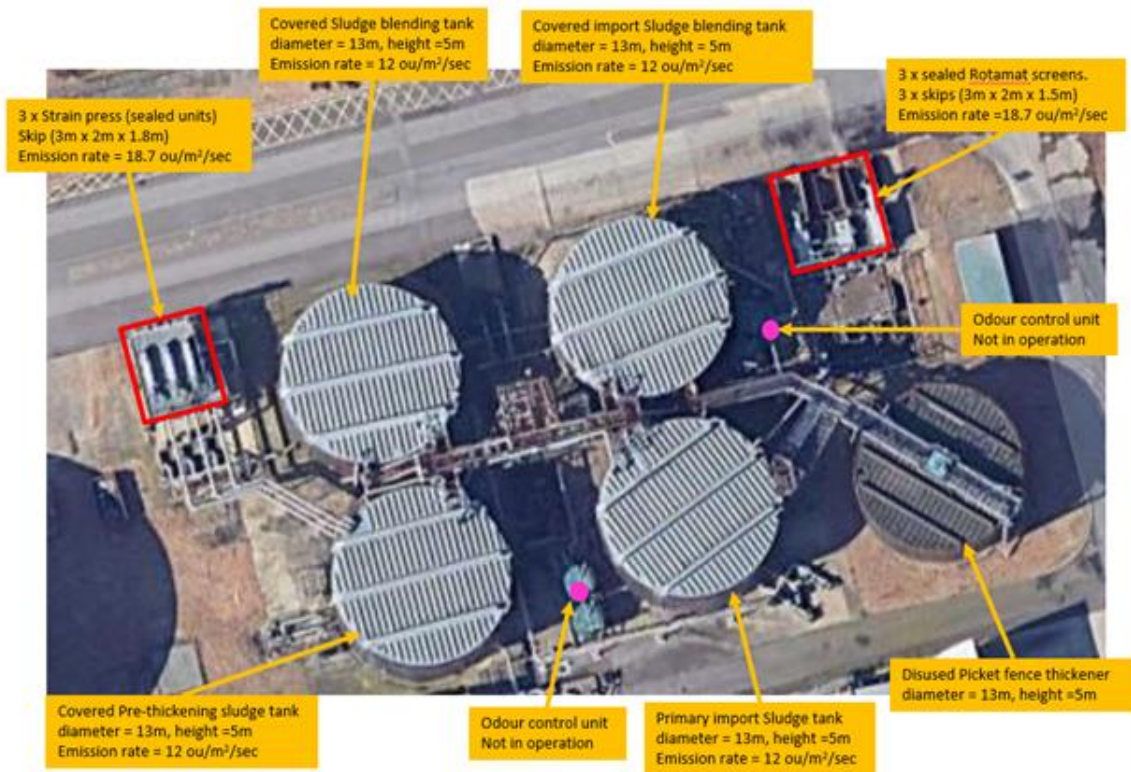 Covered Sludge blending tank
diameter = 13m, height =5m
Emission rate = 12 ou/m²/sec
Covered import Sludge blending tank
diameter = 13m, height =5m
Emission rate = 12 ou/m²/sec
3 x sealed Rotamat screens.
3 x skips (3m x 2m x 1.5m)
Emission rate =18.7 ou/m²/sec
3 x Strain press (sealed units)
Skip (3m x 2m x 1.8m)
Emission rate = 18.7 ou/m²/sec
Odour control unit
Not in operation
Disused Picket fence thickener
diameter = 13m, height =5m
Covered Pre-thickening sludge tank
diameter = 13m, height =5m
Emission rate = 12 ou/m²/sec
Odour control unit
Not in operation
Primary import Sludge tank
diameter = 13m, height =5m
Emission rate = 12 ou/m²/sec